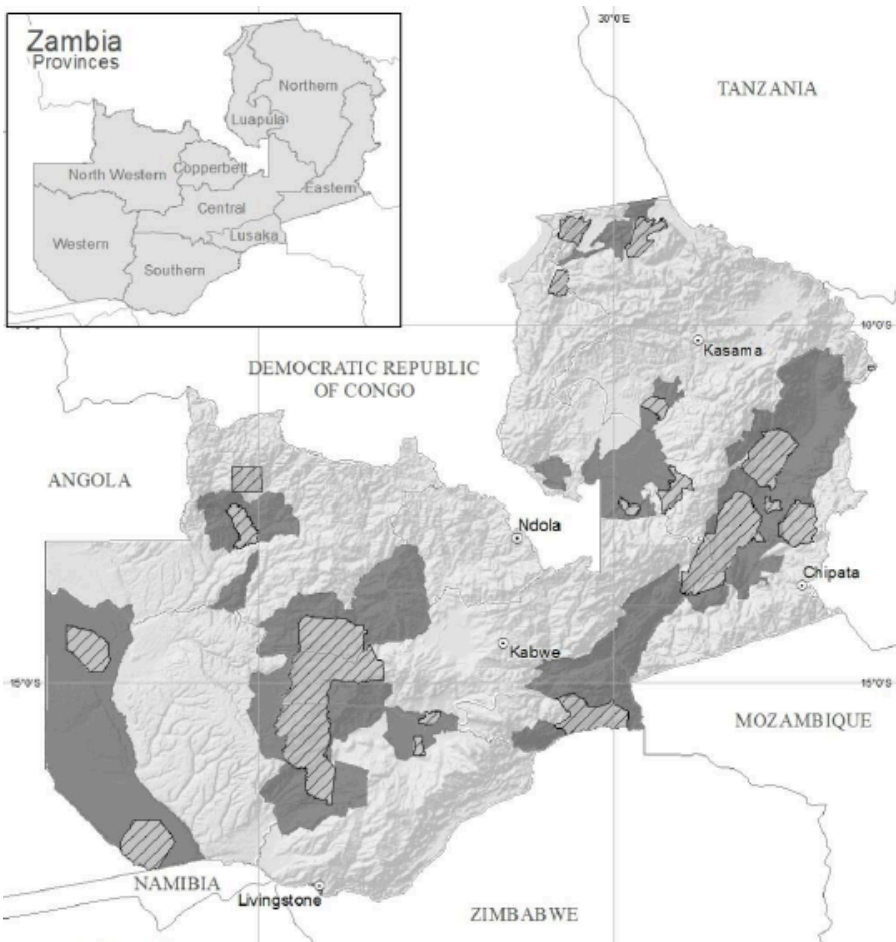 Zambia
Provinces
Northern
Luapula
North Western
Copperbelt
Eastern
Central
Western
Lusaka
Southern
30°0'E
TANZANIA
10°0'S
Kasama
DEMOCRATIC REPUBLIC
OF CONGO
ANGOLA
Ndola
Chipata
Kabwe
15°0'S
15°0'S
MOZAMBIQUE
NAMIBIA
Livingstone
ZIMBABWE